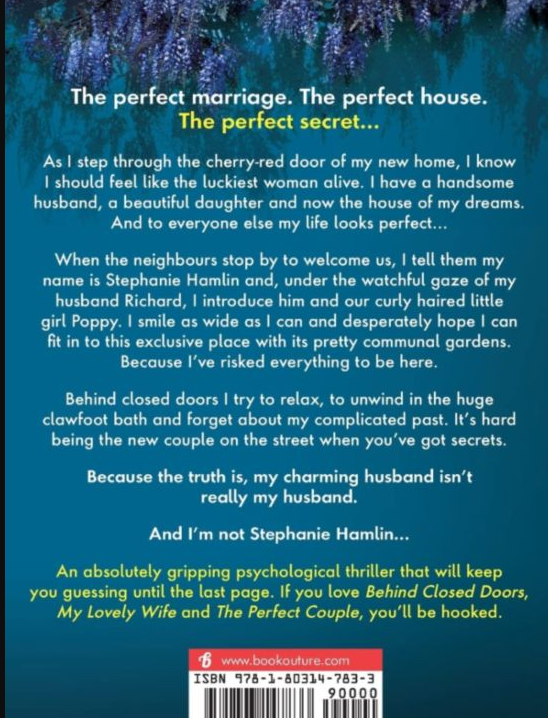 The perfect marriage. The perfect house.
The perfect secret...
As I step through the cherry-red door of my new home, I know
I should feel like the luckiest woman alive. I have a handsome
husband, a beautiful daughter and now the house of my dreams.
And to everyone else my life looks perfect...
When the neighbours stop by to welcome us, I tell them my
name is Stephanie Hamlin and, under the watchful gaze of my
husband Richard, I introduce him and our curly haired little
girl Poppy. I smile as wide as I can and desperately hope I can
fit in to this exclusive place with its pretty communal gardens.
Because I've risked everything to be here.
Behind closed doors I try to relax, to unwind in the huge
clawfoot bath and forget about my complicated past. It's hard
being the new couple on the street when you've got secrets.
Because the truth is, my charming husband isn't
really my husband.
And I'm not Stephanie Hamlin...
An absolutely gripping psychological thriller that will keep
you guessing until the last page. If you love Behind Closed Doors,
My Lovely Wife and The Perfect Couple, you'll be hooked.
B www.bookouture.com
ISBN 978-1-80314-783-3
90000